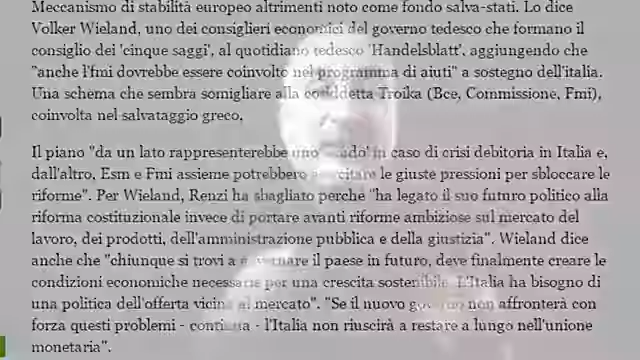 Meccanismo di stabilità europeo altrimenti noto come fondo salva-stati. Lo dice
Volker Wieland, uno dei consiglieri economici del governo tedesco che formano il
consiglio dei 'cinque saggi', al quotidiano tedesco 'Handelsblatt', aggiungendo che
"anche l'fmi dovrebbe essere coinvolto nel programma di aiuti" a sostegno dell'italia.
Una schema che sembra somigliare alla cosiddetta Troika (Bce, Commissione, Fmi),
coinvolta nel salvataggio greco.
Il piano "da un lato rappresenterebbe uno in caso di crisi debitoria in Italia e,
dall'altro, Esm e Fmi assieme potrebbero le giuste pressioni per sbloccare le
riforme". Per Wieland, Renzi ha sbagliato perché "ha legato il suo futuro politico alla
riforma costituzionale invece di portare avanti riforme ambiziose sul mercato del
lavoro, dei prodotti, dell'amministrazione pubblica e della giustizia". Wieland dice
anche che "chiunque si trovi a governare il paese in futuro, deve finalmente creare le
condizioni economiche necessarie per una crescita sostenibile. L'Italia ha bisogno di
una politica dell'offerta vicina al mercato". "Se il nuovo governo non affronterà con
forza questi problemi - continua - l'Italia non riuscirà a restare a lungo nell'unione
monetaria".